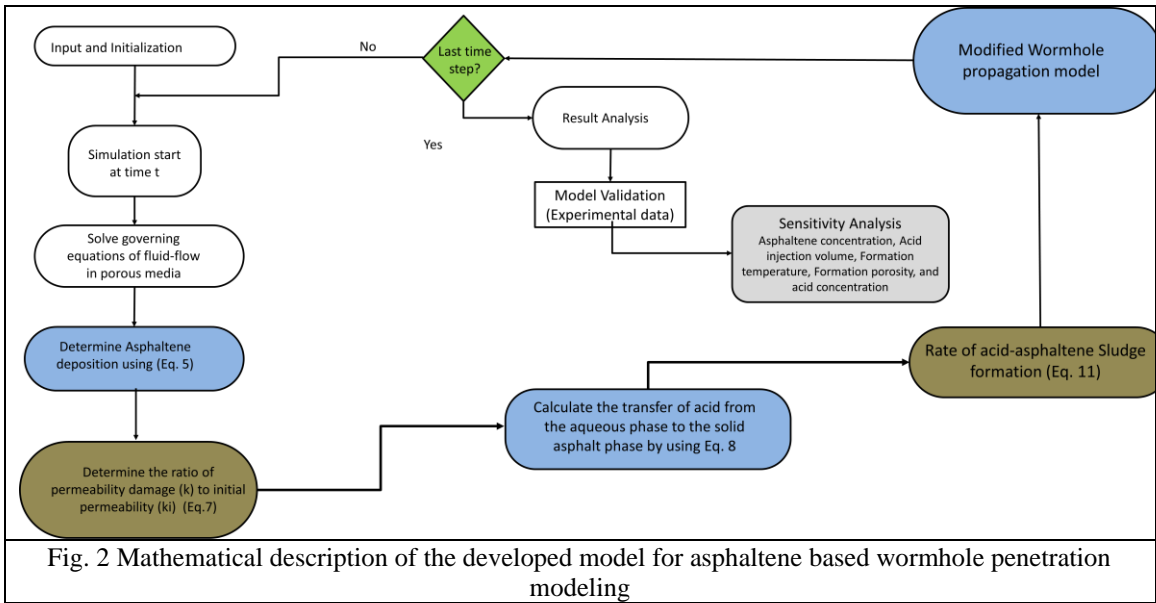 Input and Initialization
No
Last time
step?
Modified Wormhole
propagation model
Result Analysis
Yes
Simulation start
at time t
Model Validation
(Experimental data)
Sensitivity Analysis
Asphaltene concentration, Acid
injection volume, Formation
temperature, Formation porosity, and
acid concentration
Solve governing
equations of fluid-flow
in porous media
Determine Asphaltene
deposition using (Eq. 5)
Rate of acid-asphaltene Sludge
formation (Eq. 11)
Calculate the transfer of acid from
the aqueous phase to the solid
asphalt phase by using Eq. 8
Determine the ratio of
permeability damage (k) to initial
permeability (ki)  (Eq.7)
Fig. 2 Mathematical description of the developed model for asphaltene based wormhole penetration
modeling